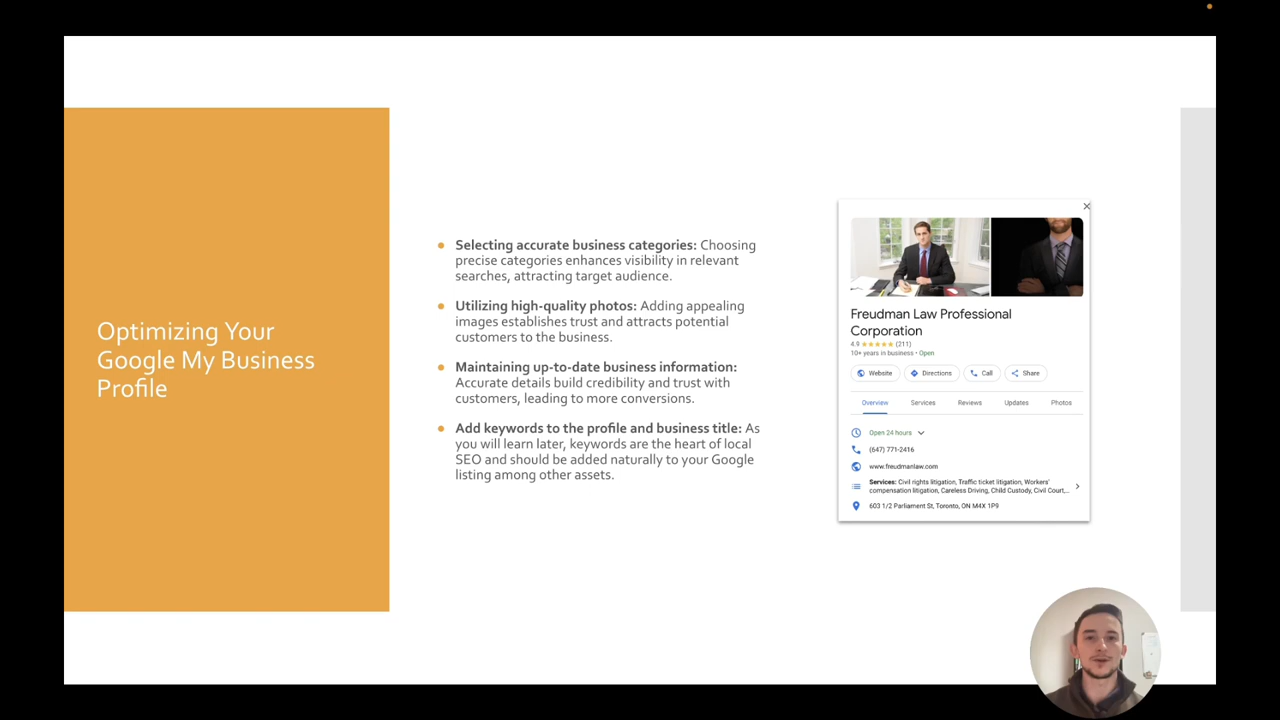 Optimizing Your
Google My Business
Profile
Selecting accurate business categories: Choosing
precise categories enhances visibility in relevant
searches, attracting target audience.
Utilizing high-quality photos: Adding appealing
images establishes trust and attracts potential
customers to the business.
Maintaining up-to-date business information:
Accurate details build credibility and trust with
customers, leading to more conversions.
Add keywords to the profile and business title: As
you will learn later, keywords are the heart of local
SEO and should be added naturally to your Google
listing among other assets.
Freudman Law Professional
Corporation
4.9 ★★★★★ (211)
10+ years in business · Open
Website Directions Call Share
Overview Services Reviews Updates Photos
Open 24 hours
(647) 771-2416
www.freudmanlaw.com
Services: Civil rights litigation, Traffic ticket litigation, Workers'
compensation litigation, Careless Driving, Child Custody, Civil Court,...
603 1/2 Parliament St, Toronto, ON M4X 1P9